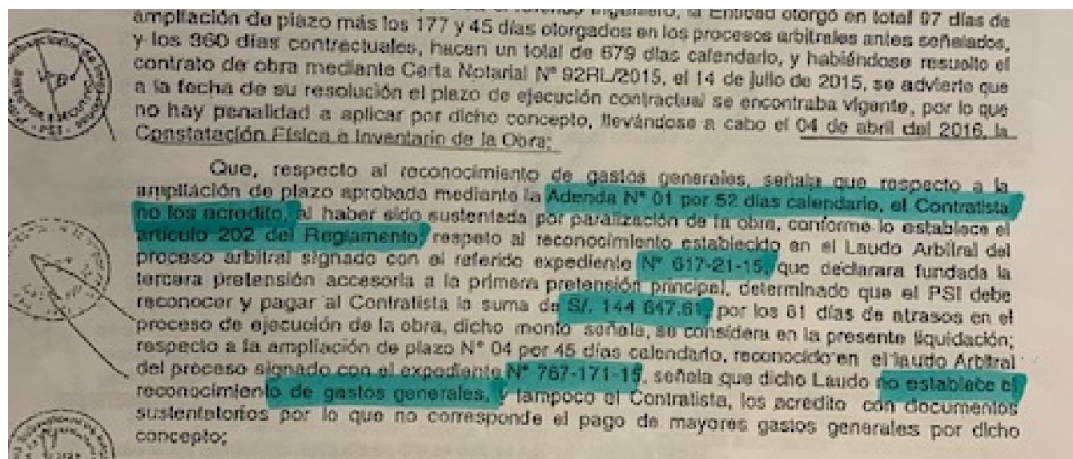 ampliación de plazo más los 177 y 45 días otorgados en los procesos arbitrales antes señalados,
y los 360 días contractuales, hacen un total de 679 días calendario, y habiéndose resuelto el
contrato de obra mediante Carta Notarial Nº 92RL/2015, el 14 de julio de 2015, se advierte que
a la fecha de su resolución el plazo de ejecución contractual se encontraba vigente, por lo que
no hay penalidad a aplicar por dicho concepto, llevándose a cabo el 04 de abril del 2016, la
Constatación Física e Inventario de la Obra;
Que, respecto al reconocimiento de gastos generales, señala que respecto a la
ampliación de plazo aprobada mediante la Adenda Nº 01 por 52 días calendario, el Contratista
no los acredito, al haber sido sustentada por paralización de la obra, conforme lo establece el
artículo 202 del Reglamento, respeto al reconocimiento establecido en el Laudo Arbitral del
proceso arbitral signado con el referido expediente Nº 617-21-15, que declarara fundada la
tercera pretensión accesoria a la primera pretensión principal, determinado que el PSI debe
reconocer y pagar al Contratista la suma de S/. 144 647.61, por los 81 días de atrasos en el
proceso de ejecución de la obra, dicho monto señala, se considera en la presente liquidación;
respecto a la ampliación de plazo Nº 04 por 45 días calendario, reconocido en el laudo Arbitral
del proceso signado con el expediente Nº 767-171-15, señala que dicho Laudo no establece el
reconocimiento de gastos generales, y tampoco el Contratista, los acredito con documentos
sustentatorios por lo que no corresponde el pago de mayores gastos generales por dicho
concepto;
PSI